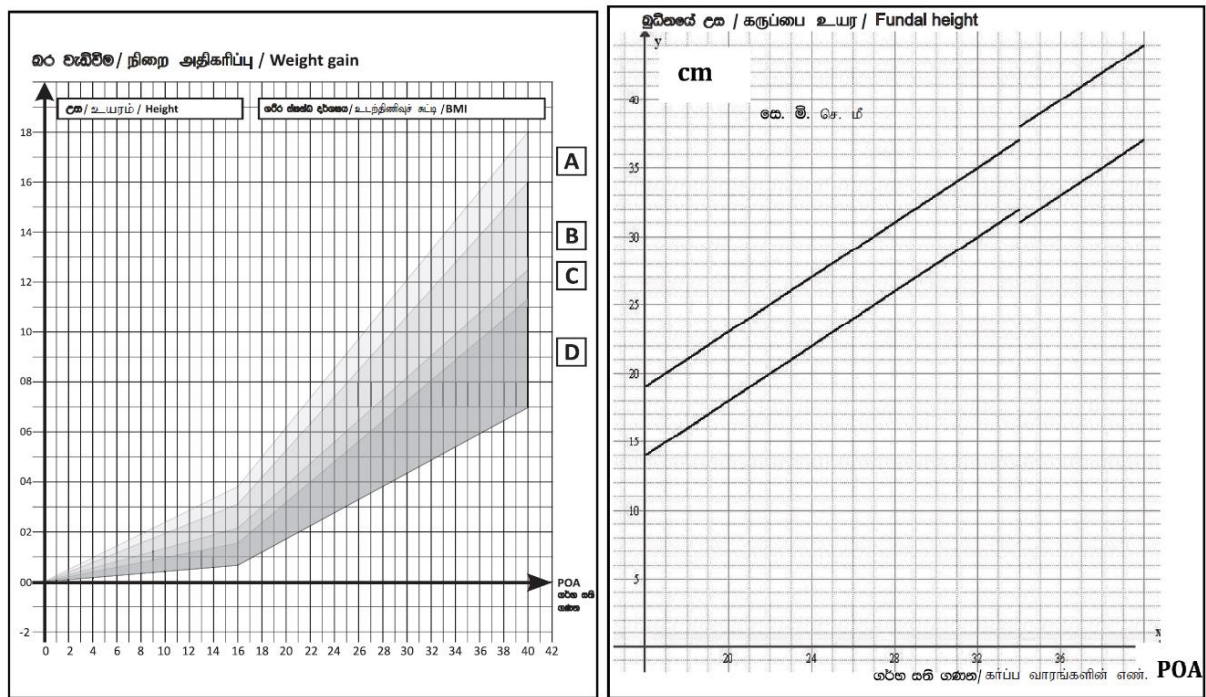 බර වැඩිවීම/ நிறை அதிகரிப்பு / Weight gain
උස/ உயரம் / Height
ශරීර ස්කන්ධ දර්ශකය/ உடற்திணிவுச் சுட்டி /BMI
18
16
14
12
10
08
06
04
02
00
-2
A
B
C
D
0 2 4 6 8 10 12 14 16 18 20 22 24 26 28 30 32 34 36 38 40 42
POA
ගර්භ සති
ගණන
බුධ්නයේ උස / கருப்பை உயர / Fundal height
y
cm
සෙ. මී. செ. மீ
40
35
30
25
20
15
10
5
x
20 24 28 32 36
ගර්භ සති ගණන/ கர்ப்ப வாரங்களின் எண். POA